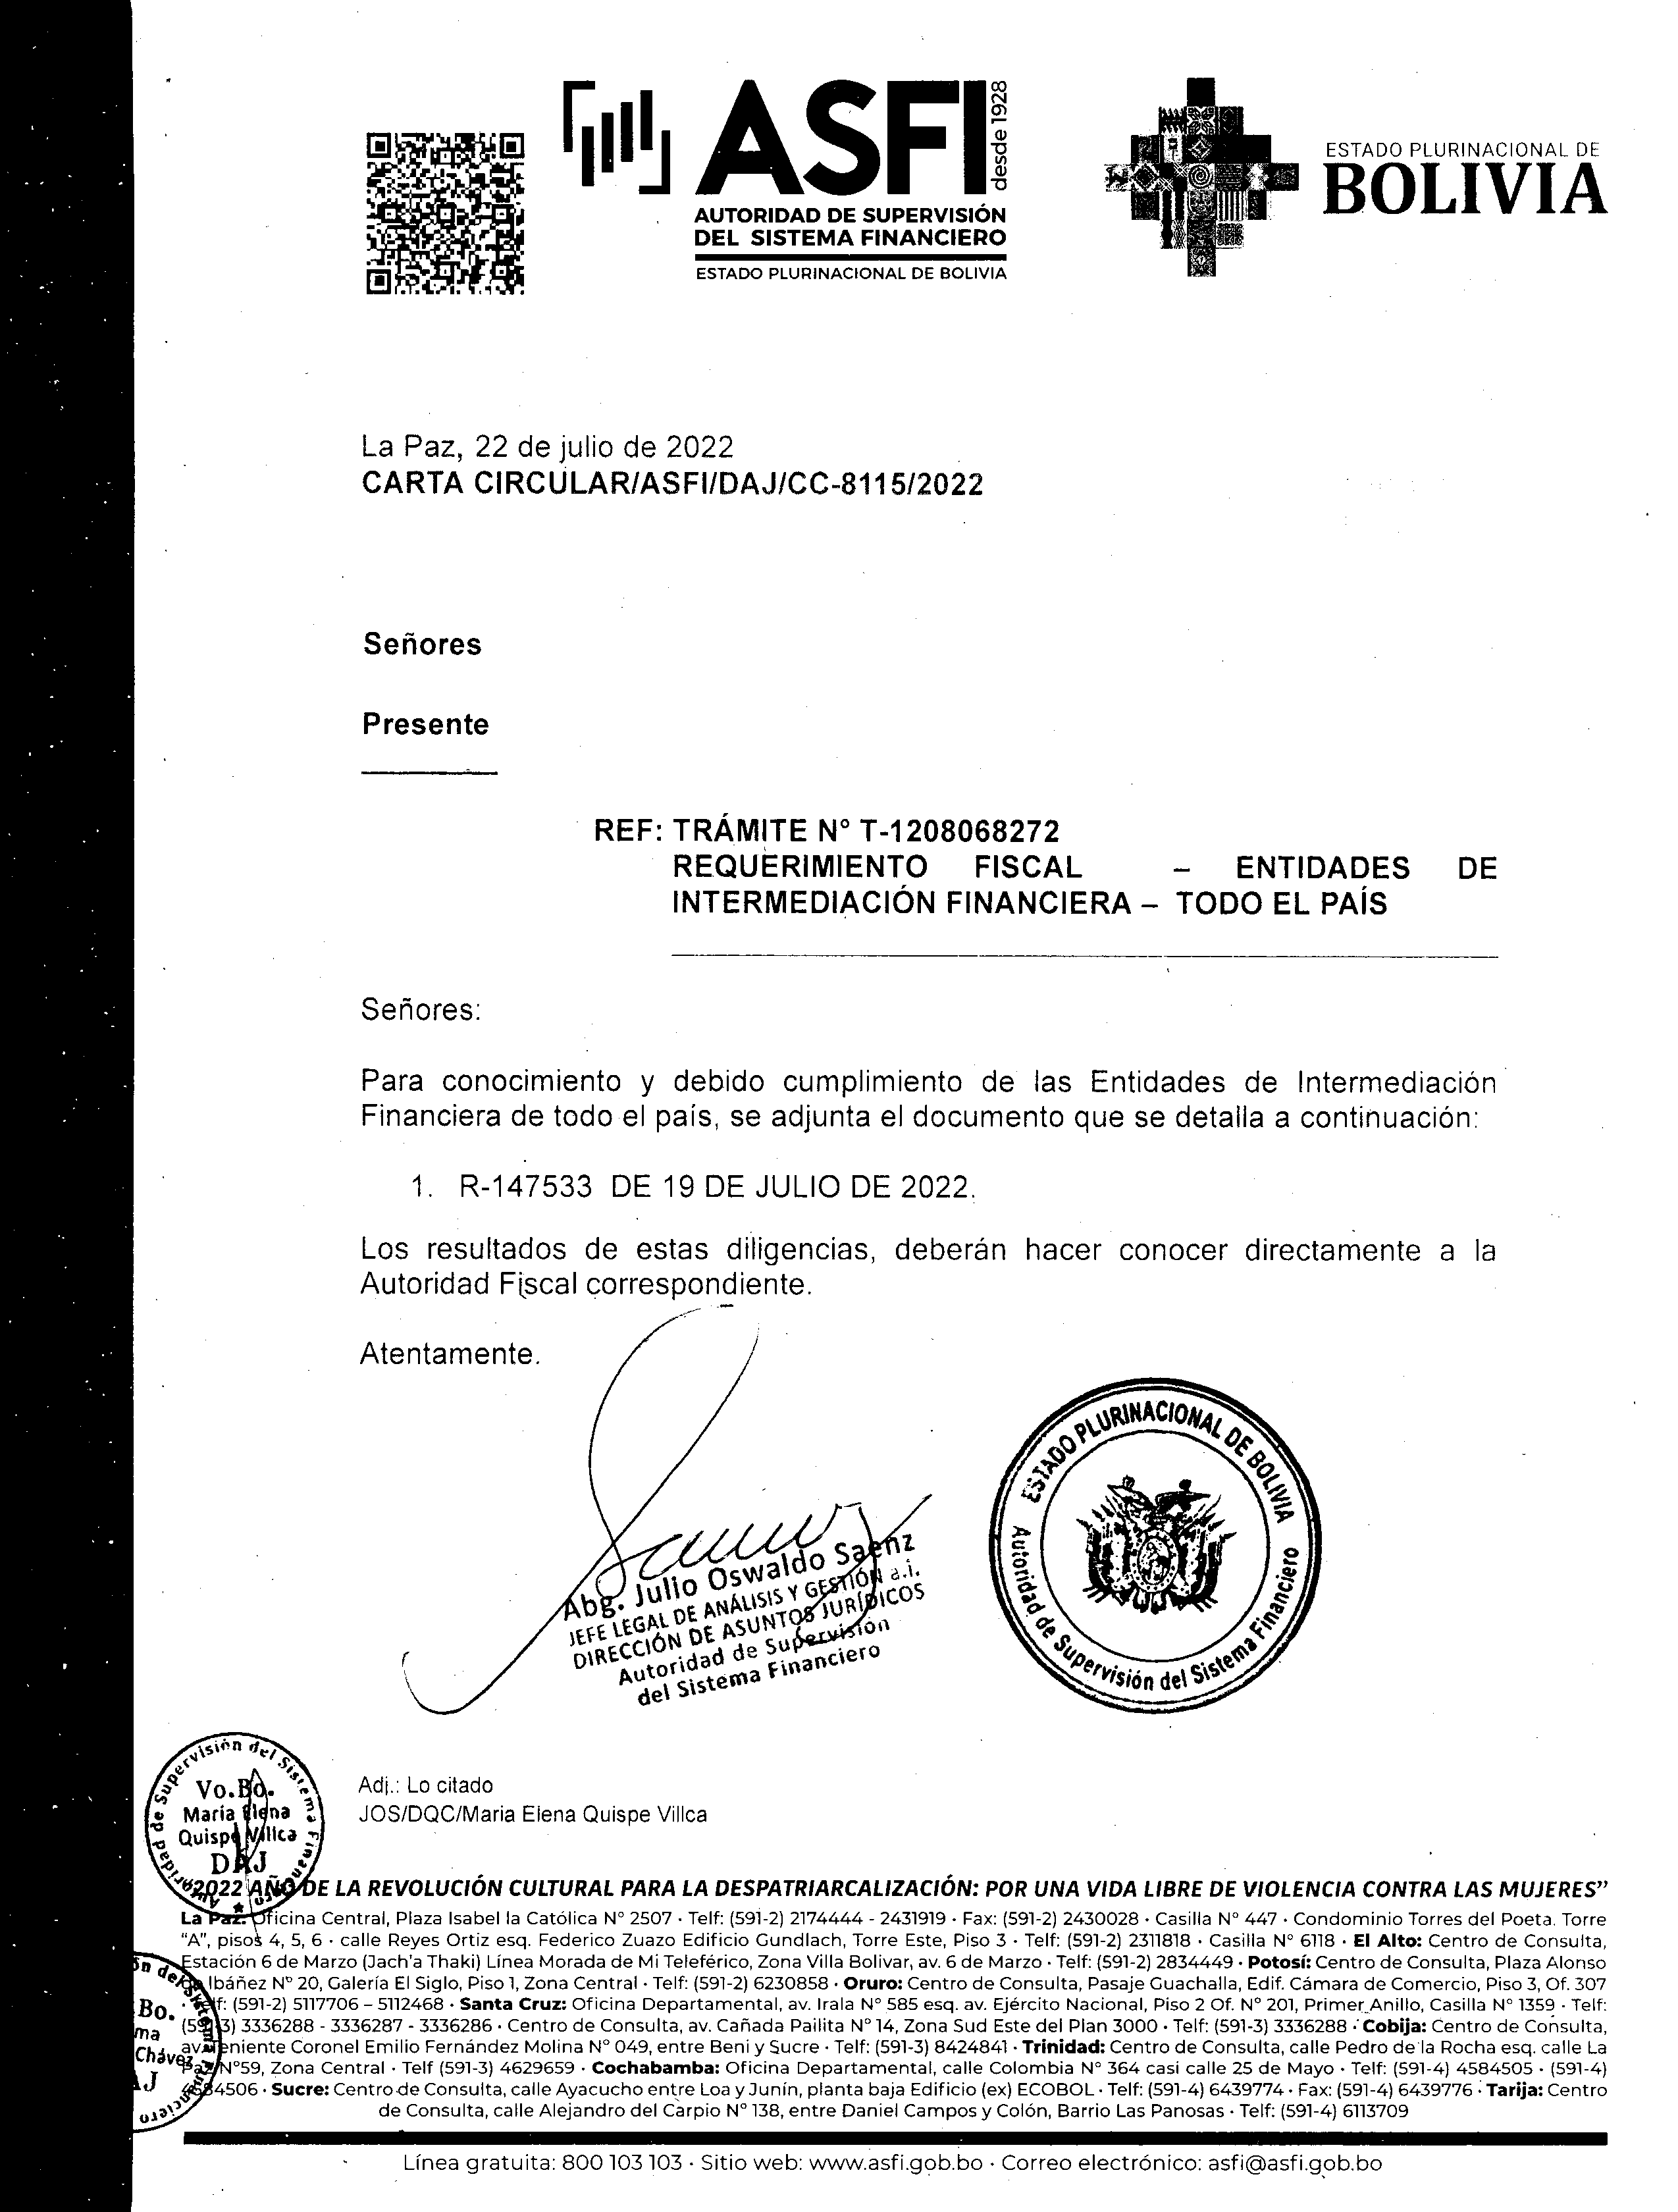 ASFI
desde 1928
AUTORIDAD DE SUPERVISIÓN
DEL SISTEMA FINANCIERO
ESTADO PLURINACIONAL DE BOLIVIA
ESTADO PLURINACIONAL DE
BOLIVIA
La Paz, 22 de julio de 2022
CARTA CIRCULAR/ASFI/DAJ/CC-8115/2022
Señores
Presente
REF: TRÁMITE N° T-1208068272
REQUERIMIENTO FISCAL – ENTIDADES DE
INTERMEDIACIÓN FINANCIERA – TODO EL PAÍS
Señores:
Para conocimiento y debido cumplimiento de las Entidades de Intermediación
Financiera de todo el país, se adjunta el documento que se detalla a continuación:
1. R-147533 DE 19 DE JULIO DE 2022.
Los resultados de estas diligencias, deberán hacer conocer directamente a la
Autoridad Fiscal correspondiente.
Atentamente.
Abg. Julio Oswaldo Saenz
JEFE LEGAL DE ANÁLISIS Y GESTIÓN a.i.
DIRECCIÓN DE ASUNTOS JURÍDICOS
Autoridad de Supervisión
del Sistema Financiero
ESTADO PLURINACIONAL DE BOLIVIA
Autoridad de Supervisión del Sistema Financiero
Autoridad de Supervisión del Sistema Financiero
Vo.Bo.
María Elena
Quispe Villca
DAJ
Adj.: Lo citado
JOS/DQC/Maria Elena Quispe Villca
"2022 AÑO DE LA REVOLUCIÓN CULTURAL PARA LA DESPATRIARCALIZACIÓN: POR UNA VIDA LIBRE DE VIOLENCIA CONTRA LAS MUJERES"
La Paz: Oficina Central, Plaza Isabel la Católica N° 2507 · Telf: (591-2) 2174444 - 2431919 · Fax: (591-2) 2430028 · Casilla N° 447 · Condominio Torres del Poeta. Torre
"A", pisos 4, 5, 6 · calle Reyes Ortiz esq. Federico Zuazo Edificio Gundlach, Torre Este, Piso 3 · Telf: (591-2) 2311818 · Casilla N° 6118 · El Alto: Centro de Consulta,
Estación 6 de Marzo (Jach'a Thaki) Línea Morada de Mi Teleférico, Zona Villa Bolivar, av. 6 de Marzo · Telf: (591-2) 2834449 · Potosí: Centro de Consulta, Plaza Alonso
Ibáñez N° 20, Galería El Siglo, Piso 1, Zona Central · Telf: (591-2) 6230858 · Oruro: Centro de Consulta, Pasaje Guachalla, Edif. Cámara de Comercio, Piso 3, Of. 307
(591-2) 5117706 – 5112468 · Santa Cruz: Oficina Departamental, av. Irala N° 585 esq. av. Ejército Nacional, Piso 2 Of. N° 201, Primer Anillo, Casilla N° 1359 · Telf:
3336288 - 3336287 - 3336286 · Centro de Consulta, av. Cañada Pailita N° 14, Zona Sud Este del Plan 3000 · Telf: (591-3) 3336288 · Cobija: Centro de Consulta,
Coronel Emilio Fernández Molina N° 049, entre Beni y Sucre · Telf: (591-3) 8424841 · Trinidad: Centro de Consulta, calle Pedro de la Rocha esq. calle La
N°59, Zona Central · Telf (591-3) 4629659 · Cochabamba: Oficina Departamental, calle Colombia N° 364 casi calle 25 de Mayo · Telf: (591-4) 4584505 · (591-4)
4584506 · Sucre: Centro de Consulta, calle Ayacucho entre Loa y Junín, planta baja Edificio (ex) ECOBOL · Telf: (591-4) 6439774 · Fax: (591-4) 6439776 · Tarija: Centro
de Consulta, calle Alejandro del Carpio N° 138, entre Daniel Campos y Colón, Barrio Las Panosas · Telf: (591-4) 6113709
Bo.
Chávez
Línea gratuita: 800 103 103 · Sitio web: www.asfi.gob.bo · Correo electrónico: asfi@asfi.gob.bo